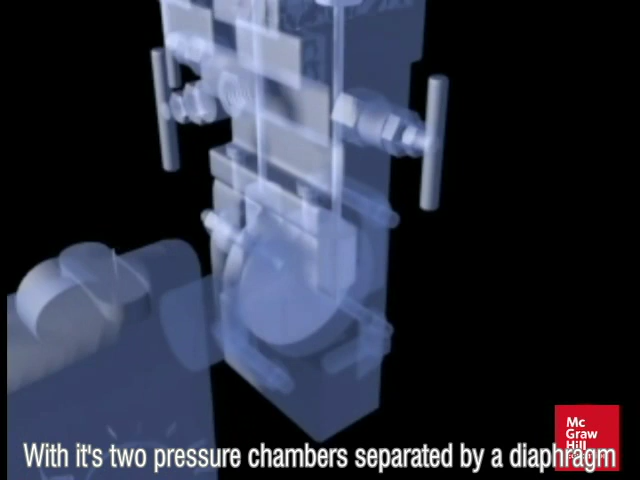 Mc
Graw
Hill
With it's two pressure chambers separated by a diaphragm